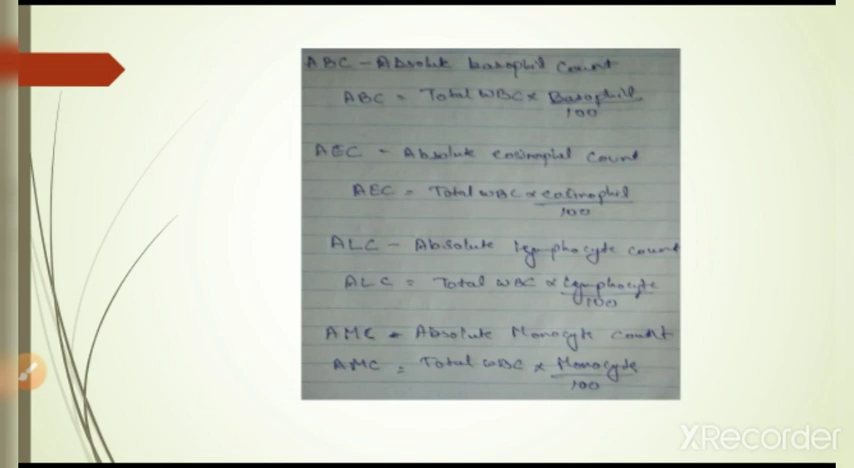 ABC - Absolute basophil count
ABC = Total WBC x Basophil/100
AEC - Absolute eosinophil count
AEC = Total WBC x eosinophil/100
ALC - Absolute lymphocyte count
ALC = Total WBC x Lymphocyte/100
AMC - Absolute Monocyte count
AMC = Total WBC x Monocyte/100
XRecorder